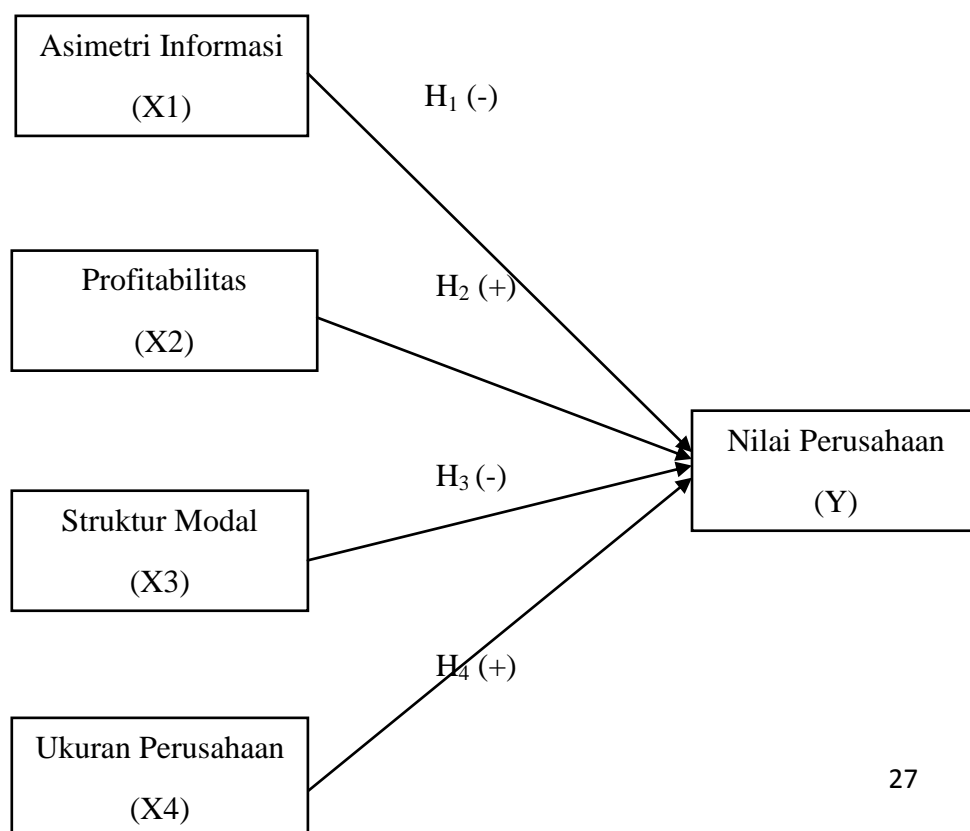 Asimetri Informasi
(X1)
H₁ (-)
Profitabilitas
(X2)
H₂ (+)
Nilai Perusahaan
(Y)
Struktur Modal
(X3)
H₃ (-)
H₄ (+)
Ukuran Perusahaan
(X4)
27